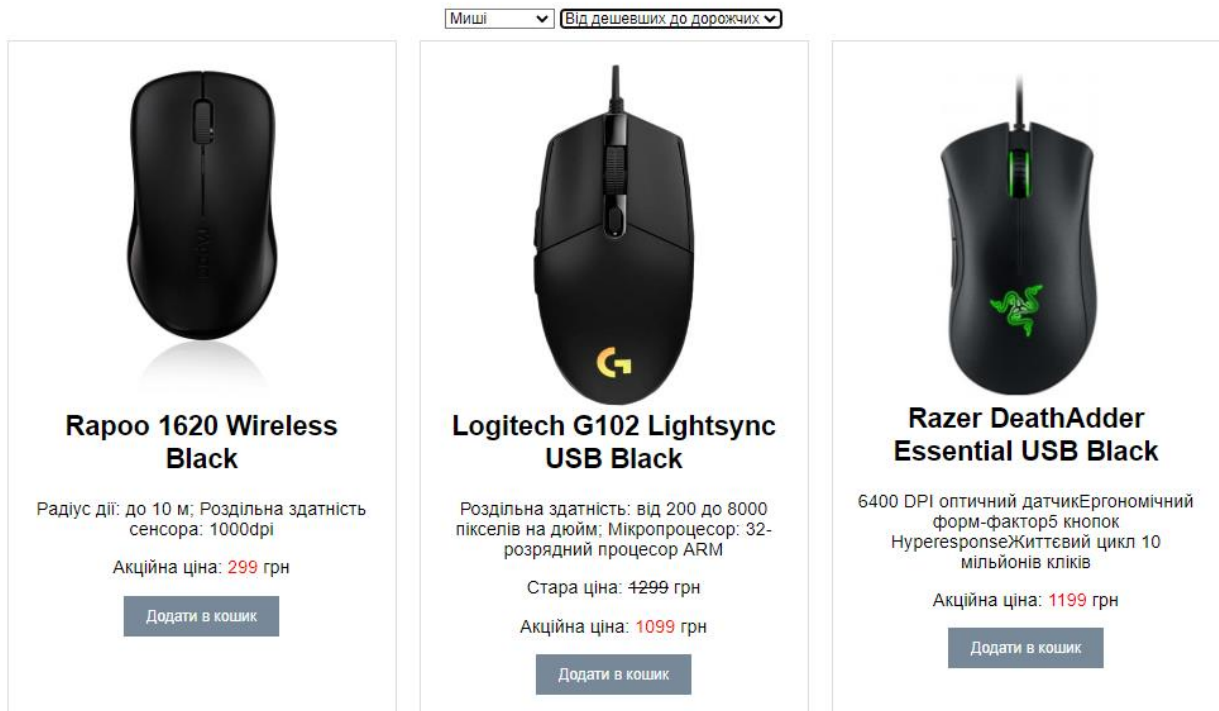 Миші
Від дешевших до дорожчих
Rapoo 1620 Wireless
Black
Радіус дії: до 10 м; Роздільна здатність
сенсора: 1000dpi
Акційна ціна: 299 грн
Додати в кошик
Logitech G102 Lightsync
USB Black
Роздільна здатність: від 200 до 8000
пікселів на дюйм; Мікропроцесор: 32-
розрядний процесор ARM
Стара ціна: 1299 грн
Акційна ціна: 1099 грн
Додати в кошик
Razer DeathAdder
Essential USB Black
6400 DPI оптичний датчикЕргономічний
форм-фактор5 кнопок
HyperesponseЖиттєвий цикл 10
мільйонів кліків
Акційна ціна: 1199 грн
Додати в кошик